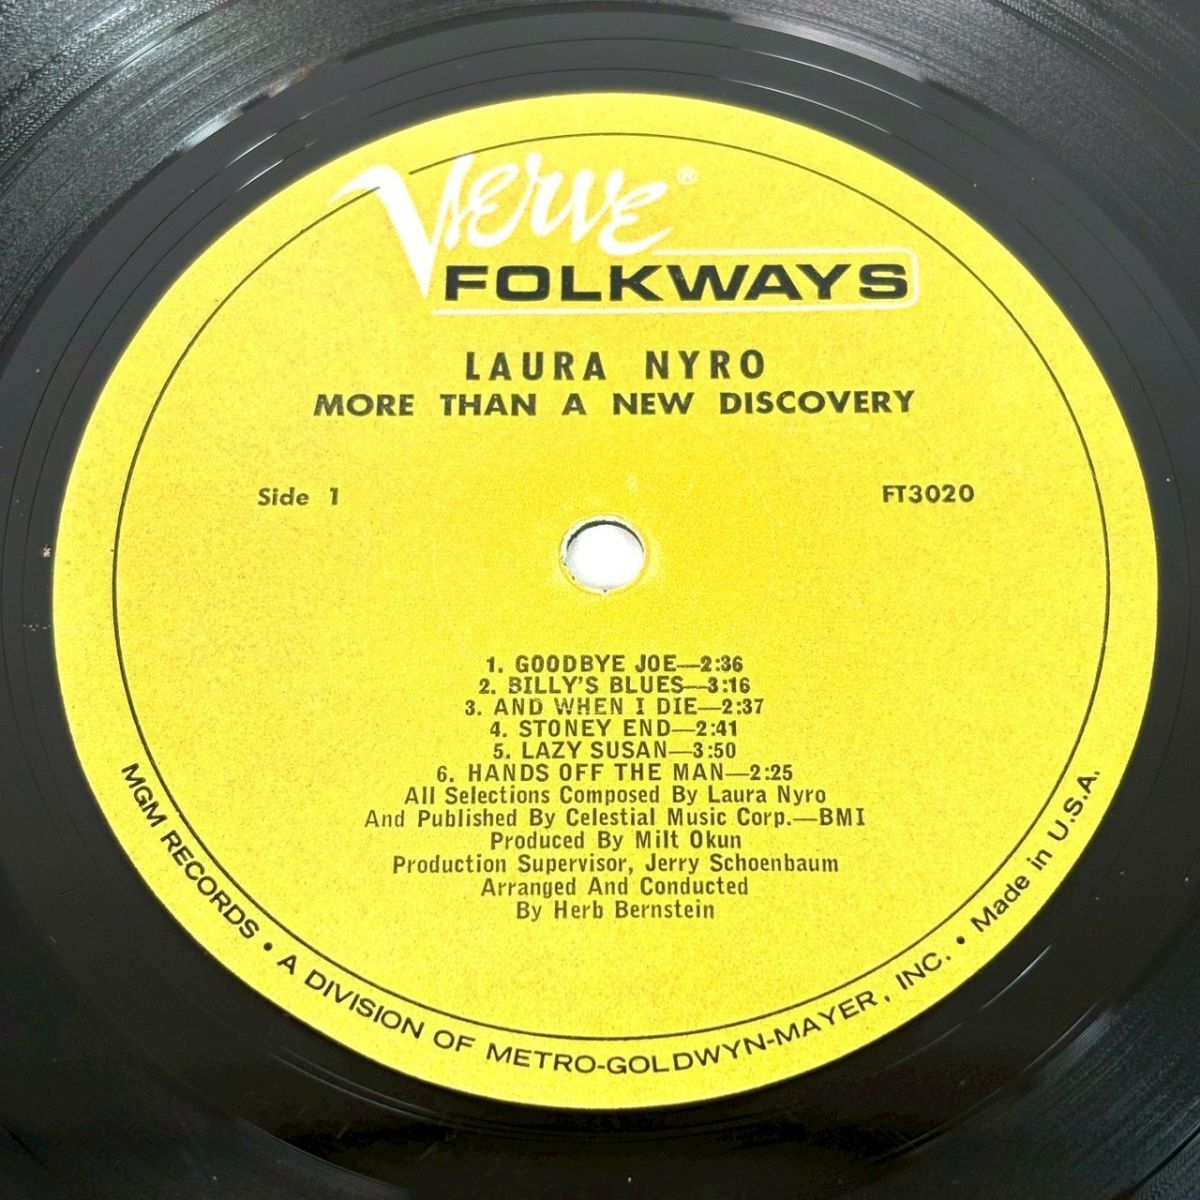 Verve®
FOLKWAYS
LAURA NYRO
MORE THAN A NEW DISCOVERY
Side 1
FT3020
1. GOODBYE JOE—2:36
2. BILLY'S BLUES—3:16
3. AND WHEN I DIE—2:37
4. STONEY END—2:41
5. LAZY SUSAN—3:50
6. HANDS OFF THE MAN—2:25
All Selections Composed By Laura Nyro
And Published By Celestial Music Corp.—BMI
Produced By Milt Okun
Production Supervisor, Jerry Schoenbaum
Arranged And Conducted
By Herb Bernstein
MGM RECORDS • A DIVISION OF METRO-GOLDWYN-MAYER, INC. • Made in U.S.A.